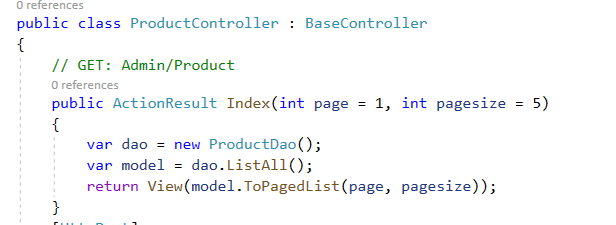 0 references
public class ProductController : BaseController
{
// GET: Admin/Product
0 references
public ActionResult Index(int page = 1, int pagesize = 5)
{
var dao = new ProductDao();
var model = dao.ListAll();
return View(model.ToPagedList(page, pagesize));
}